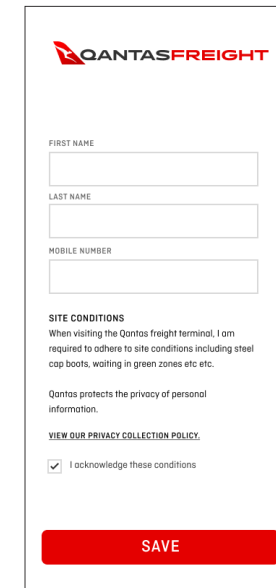 QANTASFREIGHT
FIRST NAME
LAST NAME
MOBILE NUMBER
SITE CONDITIONS
When visiting the Qantas freight terminal, I am
required to adhere to site conditions including steel
cap boots, waiting in green zones etc etc.
Qantas protects the privacy of personal
information.
VIEW OUR PRIVACY COLLECTION POLICY.
I acknowledge these conditions
SAVE